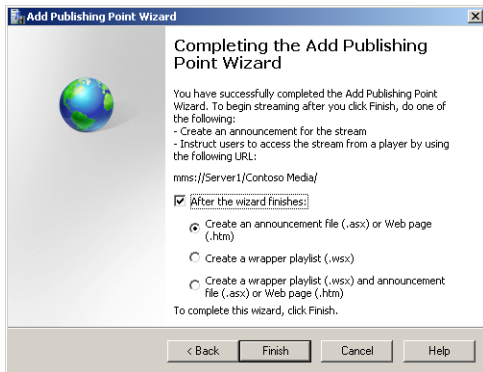 Add Publishing Point Wizard
Completing the Add Publishing
Point Wizard
You have successfully completed the Add Publishing Point
Wizard. To begin streaming after you click Finish, do one of
the following:
- Create an announcement for the stream
- Instruct users to access the stream from a player by using
the following URL:
mms://Server1/Contoso Media/
After the wizard finishes:
Create an announcement file (.asx) or Web page
(.htm)
Create a wrapper playlist (.wsx)
Create a wrapper playlist (.wsx) and announcement
file (.asx) or Web page (.htm)
To complete this wizard, click Finish.
< Back Finish Cancel Help